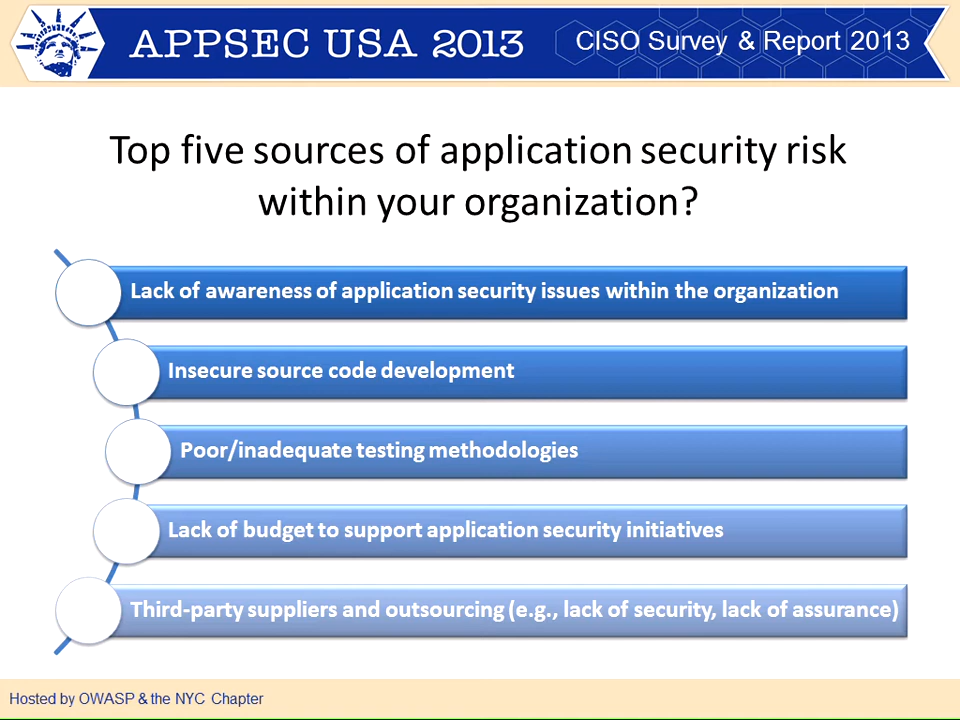 APPSEC USA 2013
CISO Survey & Report 2013
Top five sources of application security risk
within your organization?
Lack of awareness of application security issues within the organization
Insecure source code development
Poor/inadequate testing methodologies
Lack of budget to support application security initiatives
Third-party suppliers and outsourcing (e.g., lack of security, lack of assurance)
Hosted by OWASP & the NYC Chapter